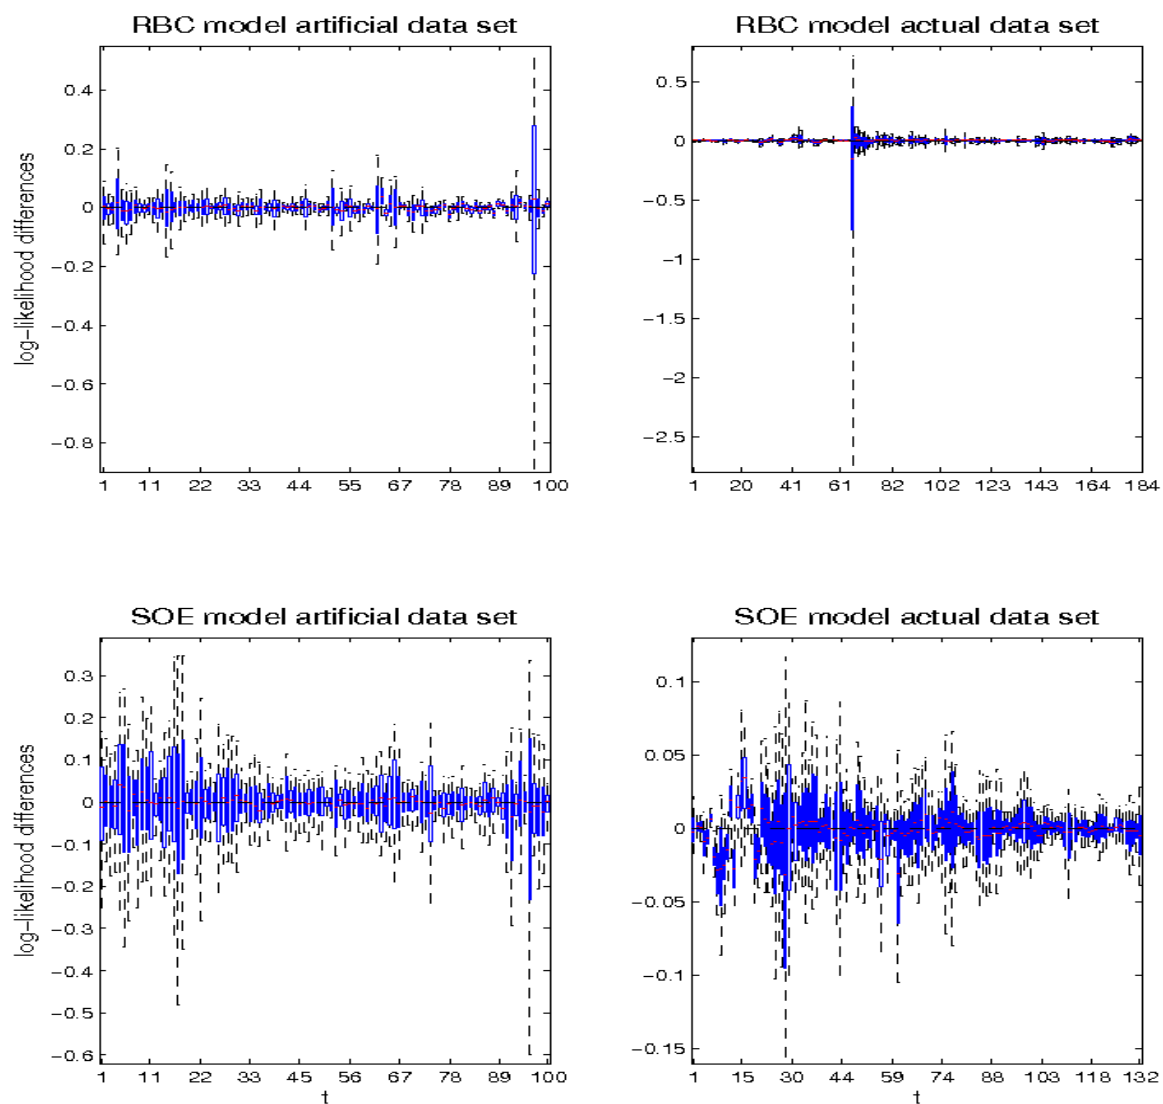 RBC model artificial data set
RBC model actual data set
log-likelihood differences
0.4
0.2
0
−0.2
−0.4
−0.6
−0.8
1 11 22 33 44 55 67 78 89 100
0.5
0
−0.5
−1
−1.5
−2
−2.5
1 20 41 61 82 102 123 143 164 184
SOE model artificial data set
SOE model actual data set
log-likelihood differences
0.3
0.2
0.1
0
−0.1
−0.2
−0.3
−0.4
−0.5
−0.6
1 11 22 33 44 55 67 78 89 100
t
0.1
0.05
0
−0.05
−0.1
−0.15
1 15 30 44 59 74 88 103 118 132
t